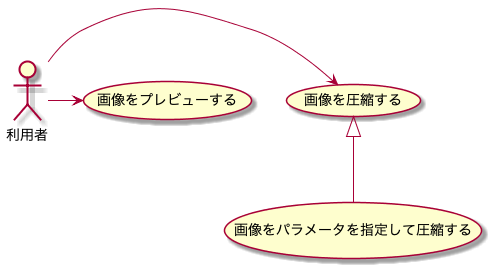 画像をプレビューする
画像を圧縮する
利用者
画像をパラメータを指定して圧縮する